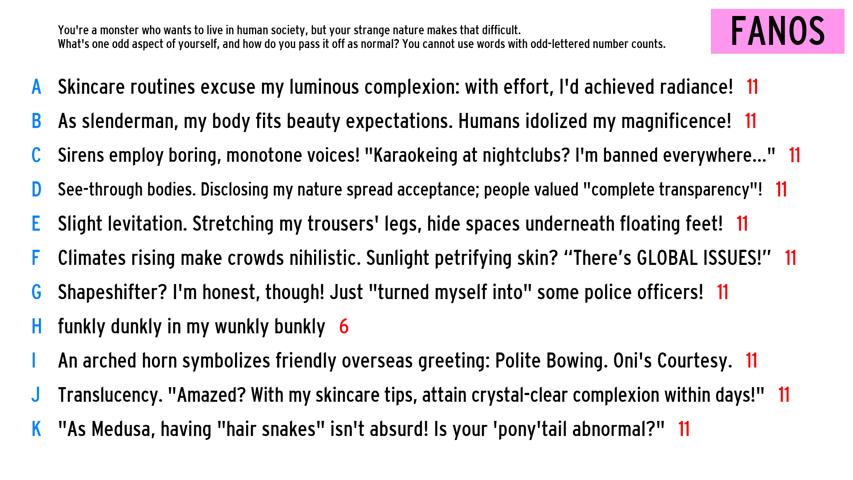 You're a monster who wants to live in human society, but your strange nature makes that difficult.
What's one odd aspect of yourself, and how do you pass it off as normal? You cannot use words with odd-lettered number counts.
FANOS
A Skincare routines excuse my luminous complexion: with effort, I'd achieved radiance! 11
B As slenderman, my body fits beauty expectations. Humans idolized my magnificence! 11
C Sirens employ boring, monotone voices! "Karaokeing at nightclubs? I'm banned everywhere..." 11
D See-through bodies. Disclosing my nature spread acceptance; people valued "complete transparency"! 11
E Slight levitation. Stretching my trousers' legs, hide spaces underneath floating feet! 11
F Climates rising make crowds nihilistic. Sunlight petrifying skin? “There’s GLOBAL ISSUES!” 11
G Shapeshifter? I'm honest, though! Just "turned myself into" some police officers! 11
H funkly dunkly in my wunkly bunkly 6
I An arched horn symbolizes friendly overseas greeting: Polite Bowing. Oni's Courtesy. 11
J Translucency. "Amazed? With my skincare tips, attain crystal-clear complexion within days!" 11
K "As Medusa, having "hair snakes" isn't absurd! Is your 'pony'tail abnormal?" 11